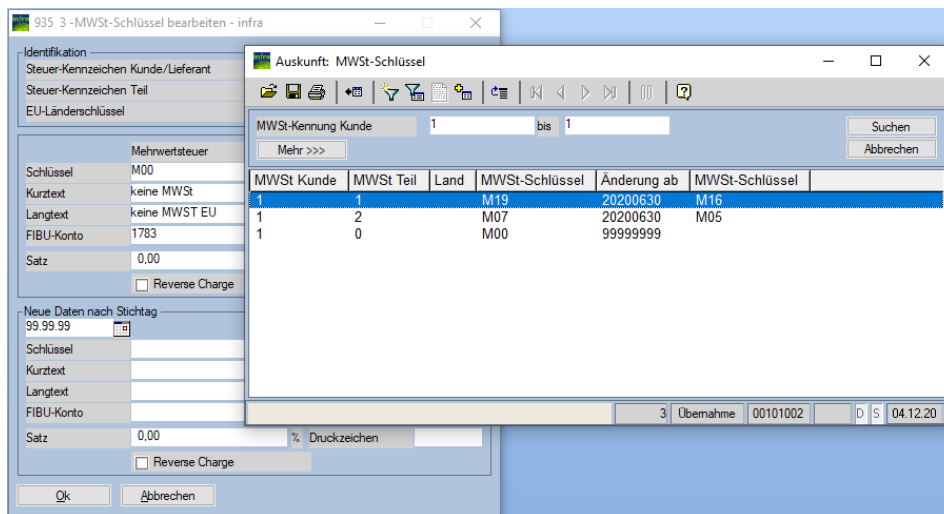 935 3 -MWSt-Schlüssel bearbeiten - infra
Identifikation
Steuer-Kennzeichen Kunde/Lieferant
Steuer-Kennzeichen Teil
EU-Länderschlüssel
Mehrwertsteuer
Schlüssel M00
Kurztext keine MWSt
Langtext keine MWST EU
FIBU-Konto 1783
Satz 0,00
Reverse Charge
Neue Daten nach Stichtag
99.99.99
Schlüssel
Kurztext
Langtext
FIBU-Konto
Satz 0,00 % Druckzeichen
Reverse Charge
Ok Abbrechen
Auskunft: MWSt-Schlüssel
MWSt-Kennung Kunde 1 bis 1 Suchen
Mehr >>> Abbrechen
MWSt Kunde MWSt Teil Land MWSt-Schlüssel Änderung ab MWSt-Schlüssel
1 1 M19 20200630 M16
1 2 M07 20200630 M05
1 0 M00 99999999
3 Übernahme 00101002 D S 04.12.20